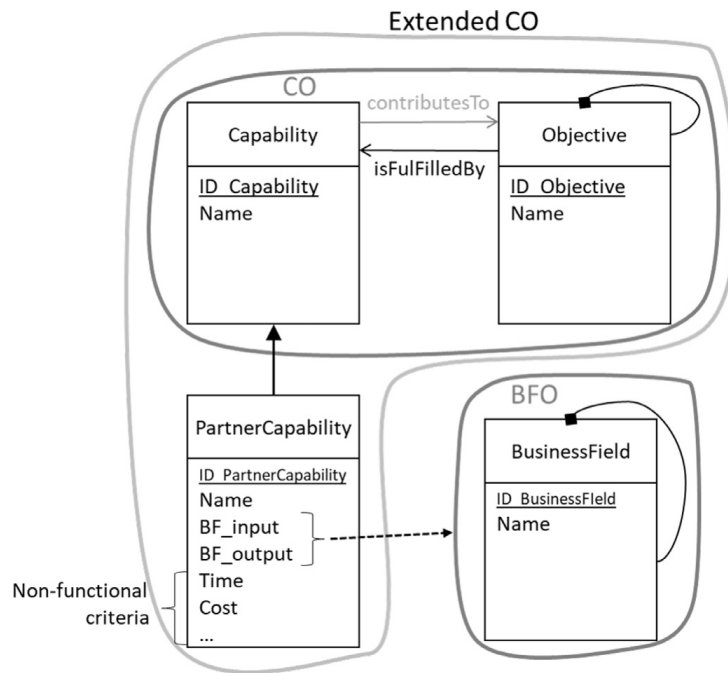 Extended CO
CO
contributesTo
Capability
Objective
isFulFilledBy
ID_Capability
Name
ID_Objective
Name
PartnerCapability
ID_PartnerCapability
Name
BF_input
BF_output
Time
Cost
...
Non-functional
criteria
BFO
BusinessField
ID_BusinessFIeld
Name